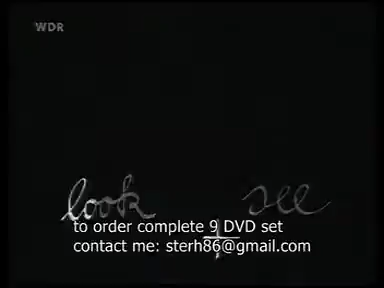 WDR
look + see
to order complete 9 DVD set
contact me: sterh86@gmail.com